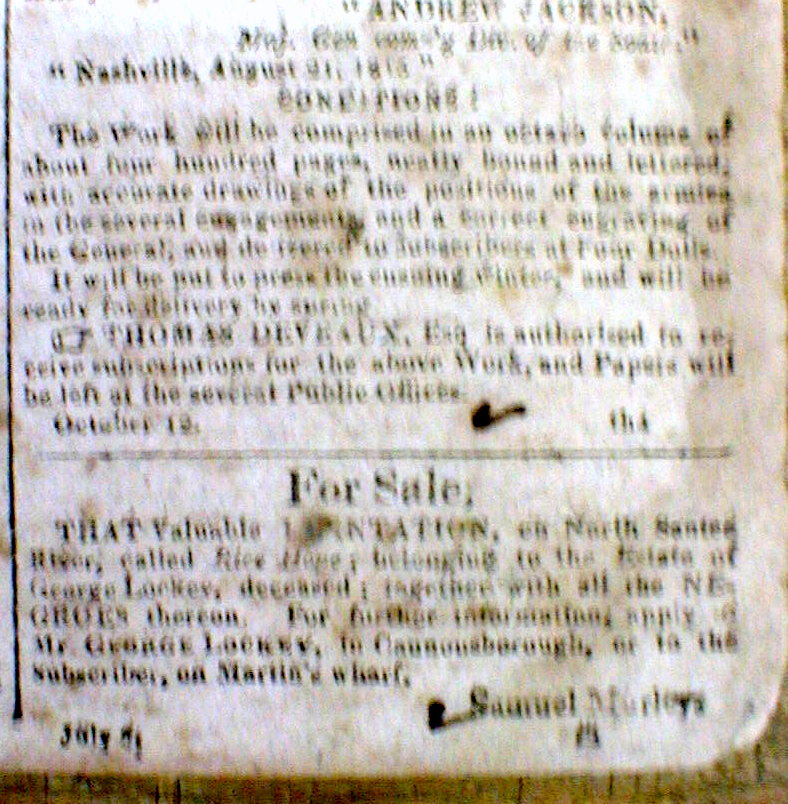 "ANDREW JACKSON,
Maj. Gen com'g Div. of the South."
"Nashville, August 21, 1815"
CONDITIONS:
The Work will be comprised in an octavo volume of
about four hundred pages, neatly bound and lettered,
with accurate drawings of the positions of the armies
in the several engagements, and a correct engraving of
the General; and delivered to Subscribers at Four Dolls.
It will be put to press the ensuing winter, and will be
ready for delivery by spring.
☞ THOMAS DEVEAUX, Esq is authorised to re-
ceive subscriptions for the above Work, and Papers will
be left at the several Public Offices.
October 12.
For Sale,
THAT Valuable PLANTATION, on North Santee
River, called Rice Hope; belonging to the Estate of
George Lockey, deceased; together with all the NE-
GROES thereon. For further information, apply
Mr. GEORGE LOCKEY, in to the
Subscriber, on Martin's wharf,
Samuel
July